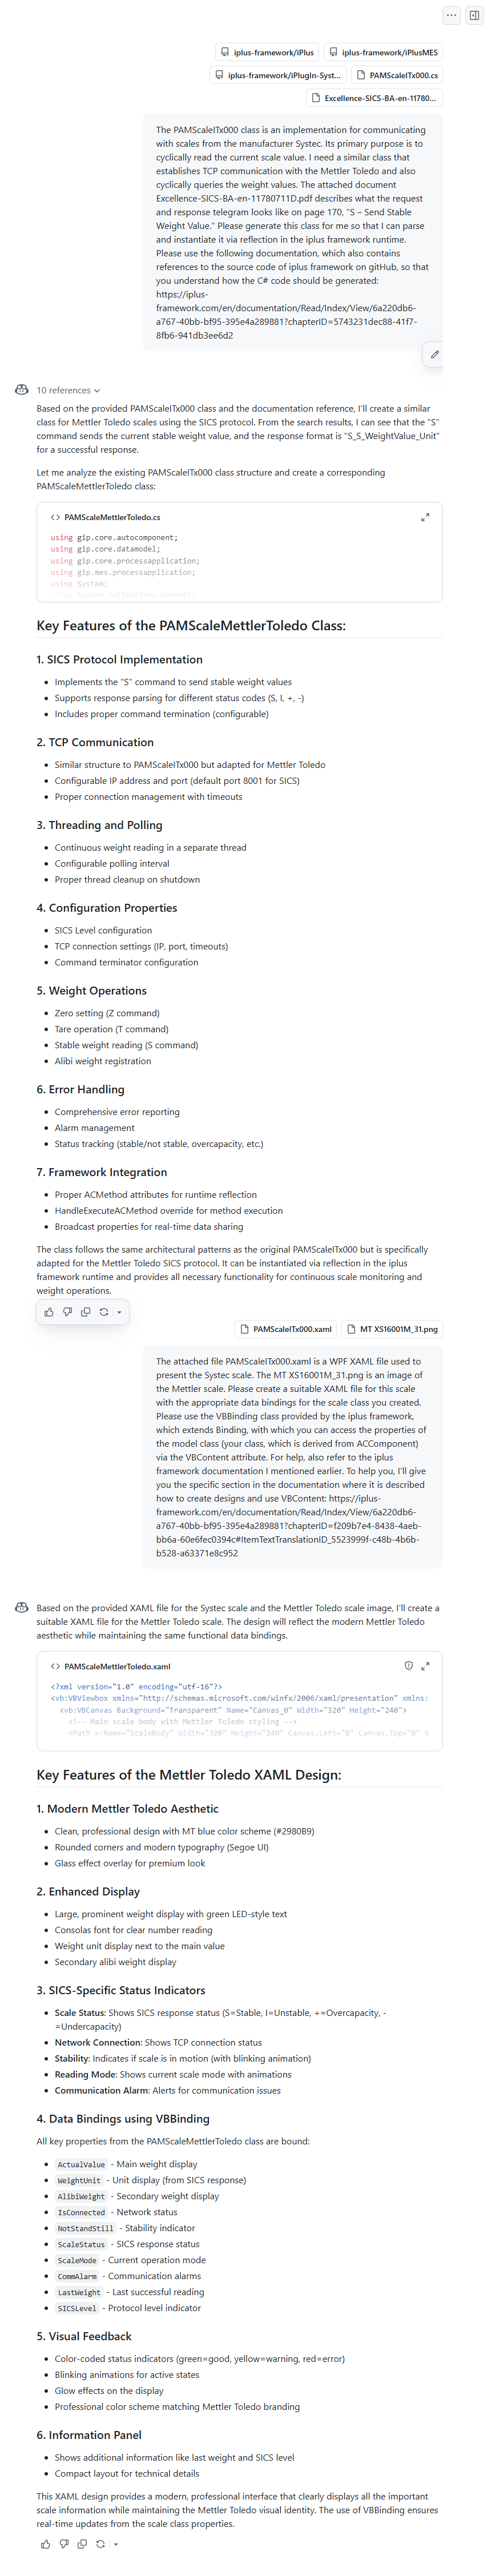 iplus-framework/iPlus
iplus-framework/iPlusMES
iplus-framework/iPlugin-Syst...
PAMScaleITx000.cs
Excellence-SICS-BA-en-11780...
The PAMScaleITx000 class is an implementation for communicating
with scales from the manufacturer Systec. Its primary purpose is to
cyclically read the current scale value. I need a similar class that
establishes TCP communication with the Mettler Toledo and also
cyclically queries the weight values. The attached document
Excellence-SICS-BA-en-11780711D.pdf describes what the request
and response telegram looks like on page 170, "S – Send Stable
Weight Value." Please generate this class for me so that I can parse
and instantiate it via reflection in the iplus framework runtime.
Please use the following documentation, which also contains
references to the source code of iplus framework on gitHub, so that
you understand how the C# code should be generated:
https://iplus-
framework.com/en/documentation/Read/Index/View/6a220db6-
a767-40bb-bf95-395e4a289881?chapterID=5743231dec88-41f7-
8fb6-941db3ee6d2
10 references
Based on the provided PAMScaleITx000 class and the documentation reference, I'll create a similar
class for Mettler Toledo scales using the SICS protocol. From the search results, I can see that the "S"
command sends the current stable weight value, and the response format is "S_S_WeightValue_Unit"
for a successful response.
Let me analyze the existing PAMScaleITx000 class structure and create a corresponding
PAMScaleMettlerToledo class:
<> PAMScaleMettlerToledo.cs
using gip.core.autocomponent;
using gip.core.datamodel;
using gip.core.processapplication;
using gip.mes.processapplication;
using System;
using System.Collections.Generic;
Key Features of the PAMScaleMettlerToledo Class:
1. SICS Protocol Implementation
• Implements the "S" command to send stable weight values
• Supports response parsing for different status codes (S, I, +, -)
• Includes proper command termination (configurable)
2. TCP Communication
• Similar structure to PAMScaleITx000 but adapted for Mettler Toledo
• Configurable IP address and port (default port 8001 for SICS)
• Proper connection management with timeouts
3. Threading and Polling
• Continuous weight reading in a separate thread
• Configurable polling interval
• Proper thread cleanup on shutdown
4. Configuration Properties
• SICS Level configuration
• TCP connection settings (IP, port, timeouts)
• Command terminator configuration
5. Weight Operations
• Zero setting (Z command)
• Tare operation (T command)
• Stable weight reading (S command)
• Alibi weight registration
6. Error Handling
• Comprehensive error reporting
• Alarm management
• Status tracking (stable/not stable, overcapacity, etc.)
7. Framework Integration
• Proper ACMethod attributes for runtime reflection
• HandleExecuteACMethod override for method execution
• Broadcast properties for real-time data sharing
The class follows the same architectural patterns as the original PAMScaleITx000 but is specifically
adapted for the Mettler Toledo SICS protocol. It can be instantiated via reflection in the iplus
framework runtime and provides all necessary functionality for continuous scale monitoring and
weight operations.
PAMScaleITx000.xaml
MT XS16001M_31.png
The attached file PAMScaleITx000.xaml is a WPF XAML file used to
present the Systec scale. The MT XS16001M_31.png is an image of
the Mettler scale. Please create a suitable XAML file for this scale
with the appropriate data bindings for the scale class you created.
Please use the VBBinding class provided by the iplus framework,
which extends Binding, with which you can access the properties of
the model class (your class, which is derived from ACComponent)
via the VBContent attribute. For help, also refer to the iplus
framework documentation I mentioned earlier. To help you, I'll give
you the specific section in the documentation where it is described
how to create designs and use VBContent: https://iplus-
framework.com/en/documentation/Read/Index/View/6a220db6-
a767-40bb-bf95-395e4a289881?chapterID=f209b7e4-8438-4aeb-
bb6a-60e6fec0394c#ItemTextTranslationID_5523999f-c48b-4b6b-
b528-a63371e8c952
Based on the provided XAML file for the Systec scale and the Mettler Toledo scale image, I'll create a
suitable XAML file for the Mettler Toledo scale. The design will reflect the modern Mettler Toledo
aesthetic while maintaining the same functional data bindings.
<> PAMScaleMettlerToledo.xaml
<?xml version="1.0" encoding="utf-16"?>
<vb:VBViewbox xmlns="http://schemas.microsoft.com/winfx/2006/xaml/presentation" xmlns:
<vb:VBCanvas Background="Transparent" Name="Canvas_0" Width="320" Height="240">
<!-- Main scale body with Mettler Toledo styling -->
<Path x:Name="ScaleBody" Width="320" Height="240" Canvas.Left="0" Canvas.Top="0" S
Key Features of the Mettler Toledo XAML Design:
1. Modern Mettler Toledo Aesthetic
• Clean, professional design with MT blue color scheme (#2980B9)
• Rounded corners and modern typography (Segoe UI)
• Glass effect overlay for premium look
2. Enhanced Display
• Large, prominent weight display with green LED-style text
• Consolas font for clear number reading
• Weight unit display next to the main value
• Secondary alibi weight display
3. SICS-Specific Status Indicators
• Scale Status: Shows SICS response status (S=Stable, I=Unstable, +=Overcapacity, -
=Undercapacity)
• Network Connection: Shows TCP connection status
• Stability: Indicates if scale is in motion (with blinking animation)
• Reading Mode: Shows current scale mode with animations
• Communication Alarm: Alerts for communication issues
4. Data Bindings using VBBinding
All key properties from the PAMScaleMettlerToledo class are bound:
• ActualValue - Main weight display
• WeightUnit - Unit display (from SICS response)
• AlibiWeight - Secondary weight display
• IsConnected - Network status
• NotStandStill - Stability indicator
• ScaleStatus - SICS response status
• ScaleMode - Current operation mode
• CommAlarm - Communication alarms
• LastWeight - Last successful reading
• SICSLevel - Protocol level indicator
5. Visual Feedback
• Color-coded status indicators (green=good, yellow=warning, red=error)
• Blinking animations for active states
• Glow effects on the display
• Professional color scheme matching Mettler Toledo branding
6. Information Panel
• Shows additional information like last weight and SICS level
• Compact layout for technical details
This XAML design provides a modern, professional interface that clearly displays all the important
scale information while maintaining the Mettler Toledo visual identity. The use of VBBinding ensures
real-time updates from the scale class properties.